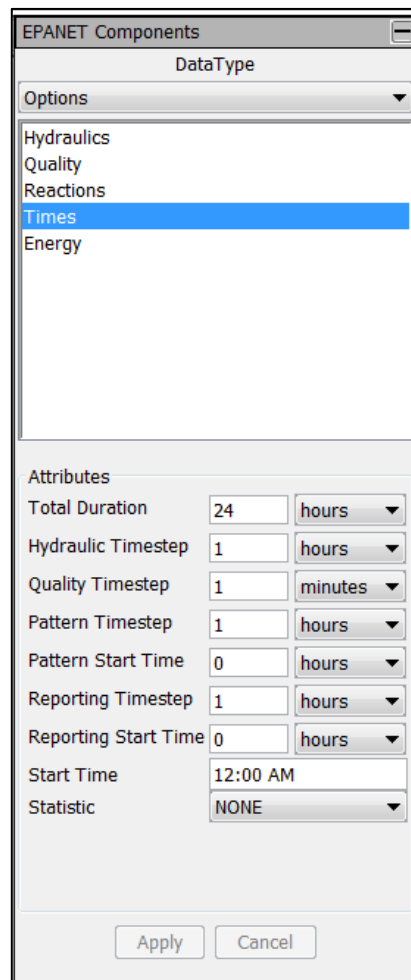 EPANET Components
DataType
Options
Hydraulics
Quality
Reactions
Times
Energy
Attributes
Total Duration 24 hours
Hydraulic Timestep 1 hours
Quality Timestep 1 minutes
Pattern Timestep 1 hours
Pattern Start Time 0 hours
Reporting Timestep 1 hours
Reporting Start Time 0 hours
Start Time 12:00 AM
Statistic NONE
Apply Cancel